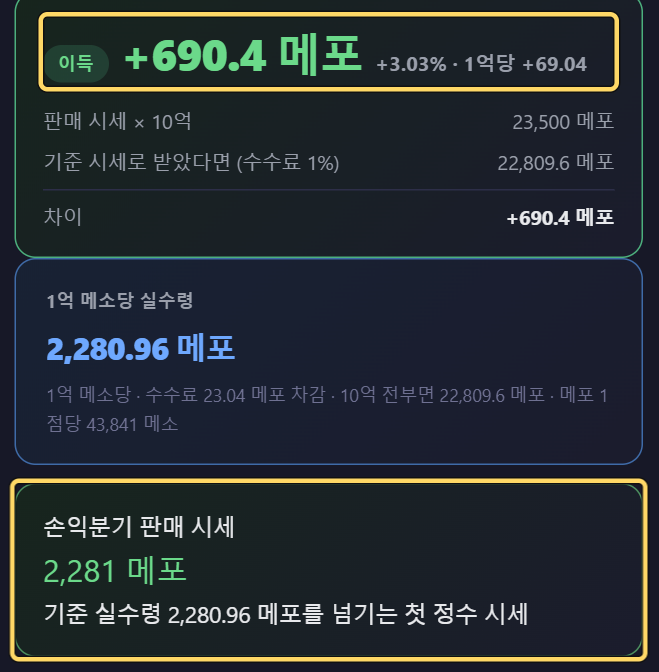 이득 +690.4 메포 +3.03% · 1억당 +69.04
판매 시세 × 10억 23,500 메포
기준 시세로 받았다면 (수수료 1%) 22,809.6 메포
차이 +690.4 메포
1억 메소당 실수령
2,280.96 메포
1억 메소당 · 수수료 23.04 메포 차감 · 10억 전부면 22,809.6 메포 · 메포 1
점당 43,841 메소
손익분기 판매 시세
2,281 메포
기준 실수령 2,280.96 메포를 넘기는 첫 정수 시세